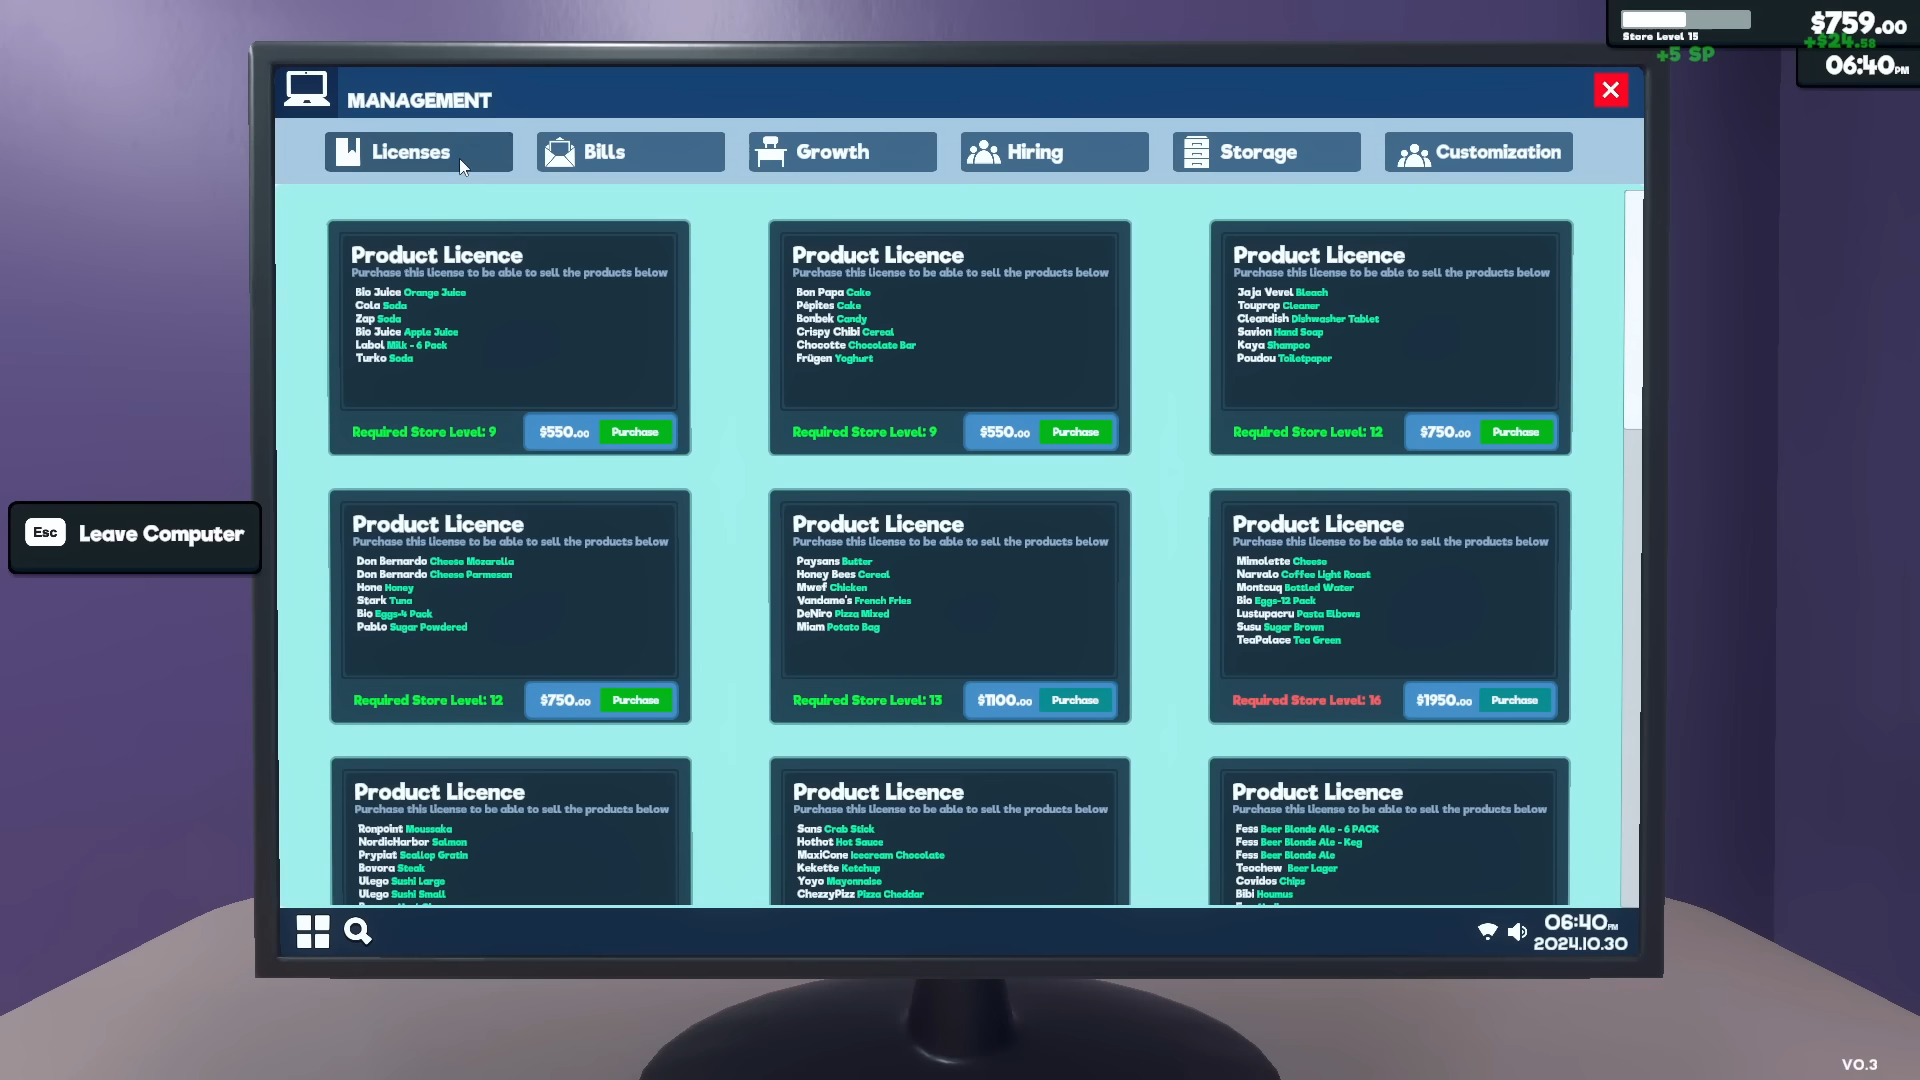 $759.00
Store Level 15
+$24.58
+5 SP
06:40PM
MANAGEMENT
Licenses
Bills
Growth
Hiring
Storage
Customization
Product Licence
Purchase this license to be able to sell the products below
Bio Juice Orange Juice
Cola Soda
Zap Soda
Bio Juice Apple Juice
Labol Milk - 6 Pack
Turko Soda
Required Store Level: 9
$550.00 Purchase
Product Licence
Purchase this license to be able to sell the products below
Bon Papa Cake
Pépites Cake
Bonbek Candy
Crispy Chibi Cereal
Chocotte Chocolate Bar
Frügen Yoghurt
Required Store Level: 9
$550.00 Purchase
Product Licence
Purchase this license to be able to sell the products below
Jaja Vevel Bleach
Touprop Cleaner
Cleandish Dishwasher Tablet
Savion Hand Soap
Kaya Shampoo
Poudou Toiletpaper
Required Store Level: 12
$750.00 Purchase
Esc Leave Computer
Product Licence
Purchase this license to be able to sell the products below
Don Bernardo Cheese Mozarella
Don Bernardo Cheese Parmesan
Hone Honey
Stark Tuna
Bio Eggs-4 Pack
Pablo Sugar Powdered
Required Store Level: 12
$750.00 Purchase
Product Licence
Purchase this license to be able to sell the products below
Paysans Butter
Honey Bees Cereal
Mwef Chicken
Vandame's French Fries
DeNiro Pizza Mixed
Miam Potato Bag
Required Store Level: 13
$1100.00 Purchase
Product Licence
Purchase this license to be able to sell the products below
Mimolette Cheese
Narvalo Coffee Light Roast
Montcuq Bottled Water
Bio Eggs-12 Pack
Lustupacru Pasta Elbows
Susu Sugar Brown
TeaPalace Tea Green
Required Store Level: 16
$1950.00 Purchase
Product Licence
Purchase this license to be able to sell the products below
Ronpoint Moussaka
NordicHarbor Salmon
Prypiat Scallop Gratin
Bovora Steak
Ulego Sushi Large
Ulego Sushi Small
Product Licence
Purchase this license to be able to sell the products below
Sans Crab Stick
Hothot Hot Sauce
MaxiCone Icecream Chocolate
Kekette Ketchup
Yoyo Mayonnaise
ChezzyPizz Pizza Cheddar
Product Licence
Purchase this license to be able to sell the products below
Fess Beer Blonde Ale - 6 PACK
Fess Beer Blonde Ale - Keg
Fess Beer Blonde Ale
Teochew Beer Lager
Covidos Chips
Bibi Houmus
06:40PM
2024.10.30
V0.3